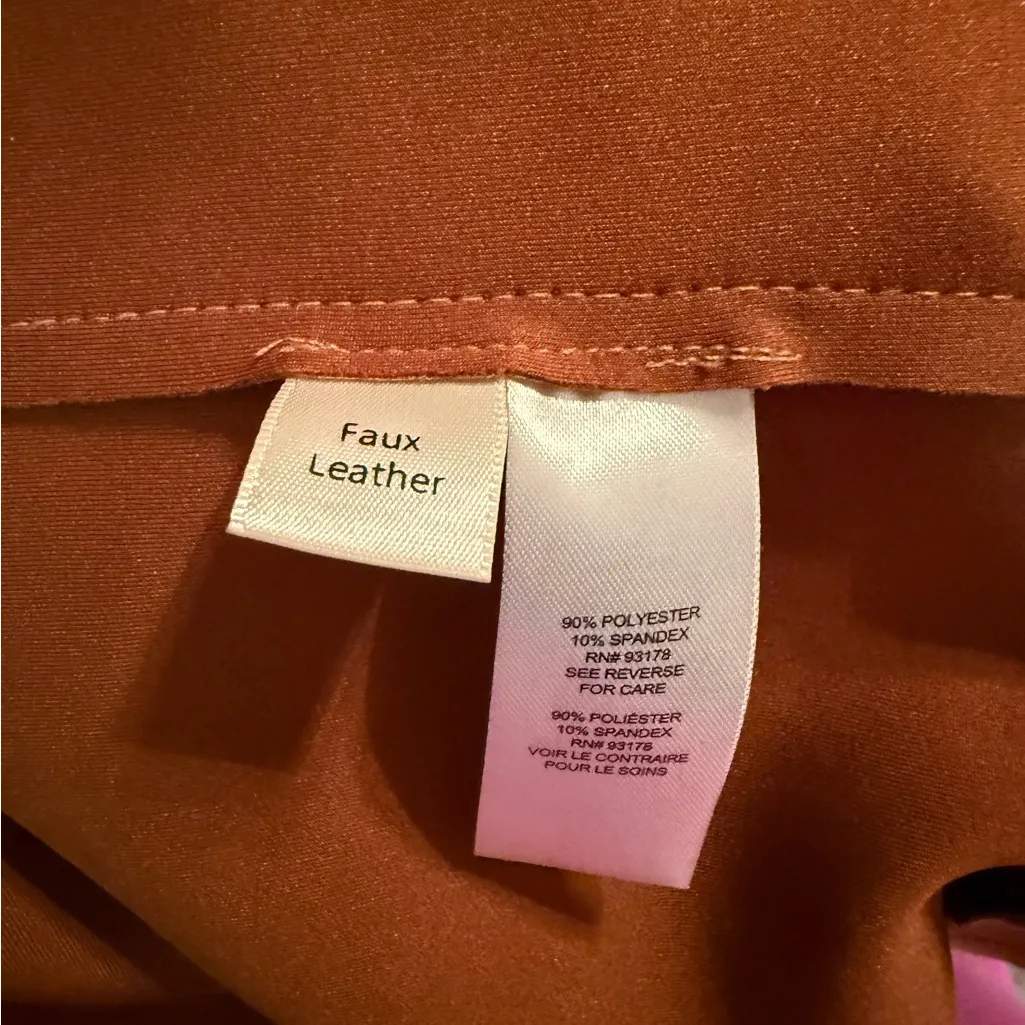 Faux
Leather
90% POLYESTER
10% SPANDEX
RN# 93178
SEE REVERSE
FOR CARE
90% POLIÉSTER
10% SPANDEX
RN# 93178
VOIR LE CONTRAIRE
POUR LE SOINS